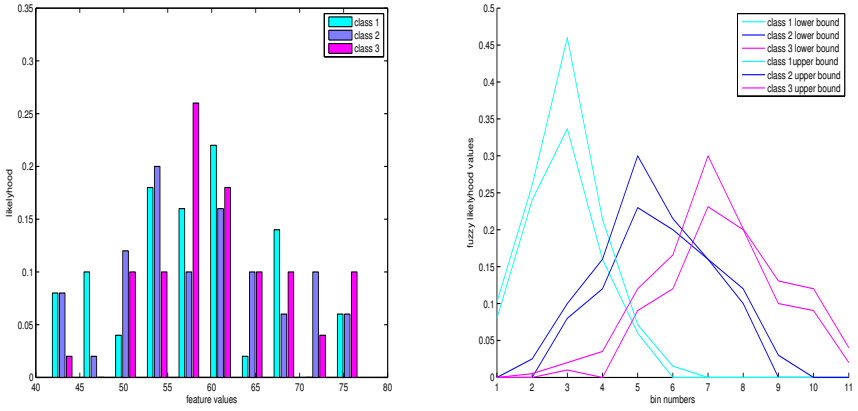 0.35
0.3
0.25
0.2
0.15
0.1
0.05
0
likelyhood
40 45 50 55 60 65 70 75 80
feature values
class 1
class 2
class 3
0.5
0.45
0.4
0.35
0.3
0.25
0.2
0.15
0.1
0.05
0
fuzzy likelyhood values
1 2 3 4 5 6 7 8 9 10 11
bin numbers
class 1 lower bound
class 2 lower bound
class 3 lower bound
class 1upper bound
class 2 upper bound
class 3 upper bound